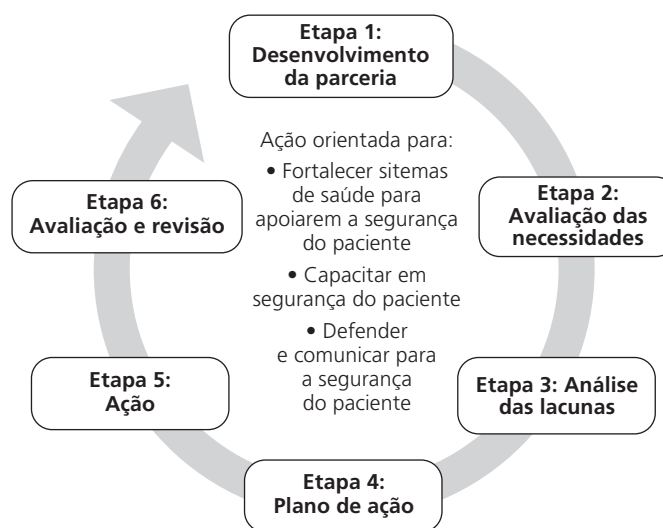 Etapa 1:
Desenvolvimento
da parceria
Ação orientada para:
• Fortalecer sitemas
de saúde para
apoiarem a segurança
do paciente
• Capacitar em
segurança do paciente
• Defender
e comunicar para
a segurança
do paciente
Etapa 2:
Avaliação das
necessidades
Etapa 3: Análise
das lacunas
Etapa 4:
Plano de ação
Etapa 5:
Ação
Etapa 6:
Avaliação e revisão